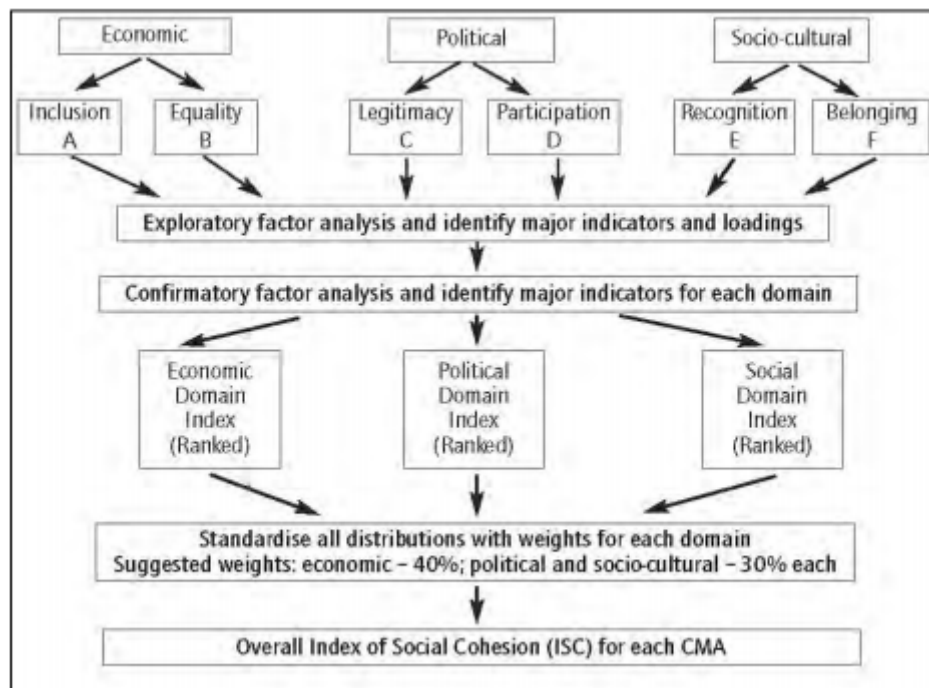 Economic
Political
Socio-cultural
Inclusion
A
Equality
B
Legitimacy
C
Participation
D
Recognition
E
Belonging
F
Exploratory factor analysis and identify major indicators and loadings
Confirmatory factor analysis and identify major indicators for each domain
Economic
Domain
Index
(Ranked)
Political
Domain
Index
(Ranked)
Social
Domain
Index
(Ranked)
Standardise all distributions with weights for each domain
Suggested weights: economic – 40%; political and socio-cultural – 30% each
Overall Index of Social Cohesion (ISC) for each CMA